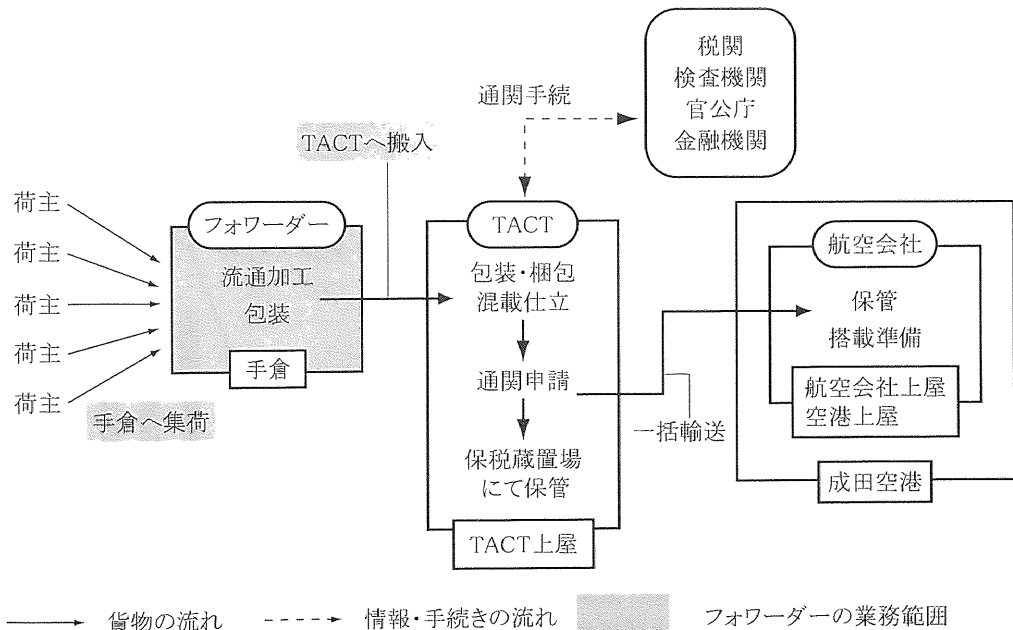 税関
検査機関
官公庁
金融機関
通関手続
TACTへ搬入
荷主
荷主
荷主
荷主
荷主
フォワーダー
流通加工
包装
手倉
手倉へ集荷
TACT
包装・梱包
混載仕立
通関申請
保税蔵置場
にて保管
TACT上屋
一括輸送
航空会社
保管
搭載準備
航空会社上屋
空港上屋
成田空港
貨物の流れ
情報・手続きの流れ
フォワーダーの業務範囲